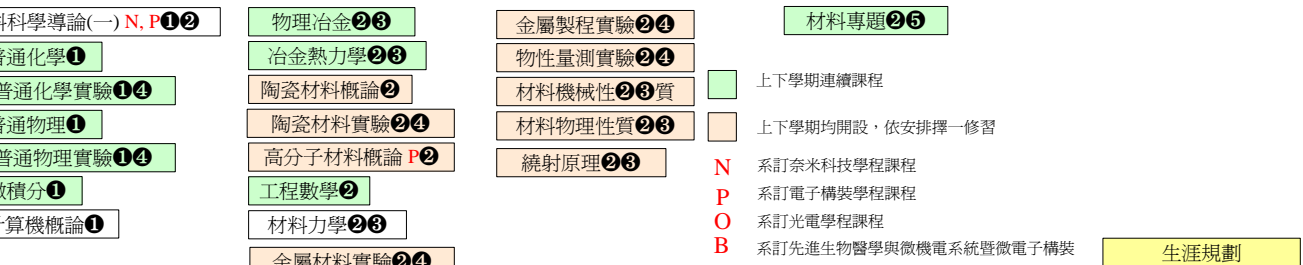 料科學導論(一) N, P❶❷
普通化學❶
普通化學實驗❶❹
普通物理❶
普通物理實驗❶❹
微積分❶
計算機概論❶
物理冶金❷❸
冶金熱力學❷❸
陶瓷材料概論❷
陶瓷材料實驗❷❹
高分子材料概論 P❷
工程數學❷
材料力學❷❸
金屬材料實驗❷❹
金屬製程實驗❷❹
物性量測實驗❷❹
材料機械性❷❸質
材料物理性質❷❸
繞射原理❷❸
材料專題❷❺
上下學期連續課程
上下學期均開設，依安排擇一修習
N 系訂奈米科技學程課程
P 系訂電子構裝學程課程
O 系訂光電學程課程
B 系訂先進生物醫學與微機電系統暨微電子構裝
生涯規劃